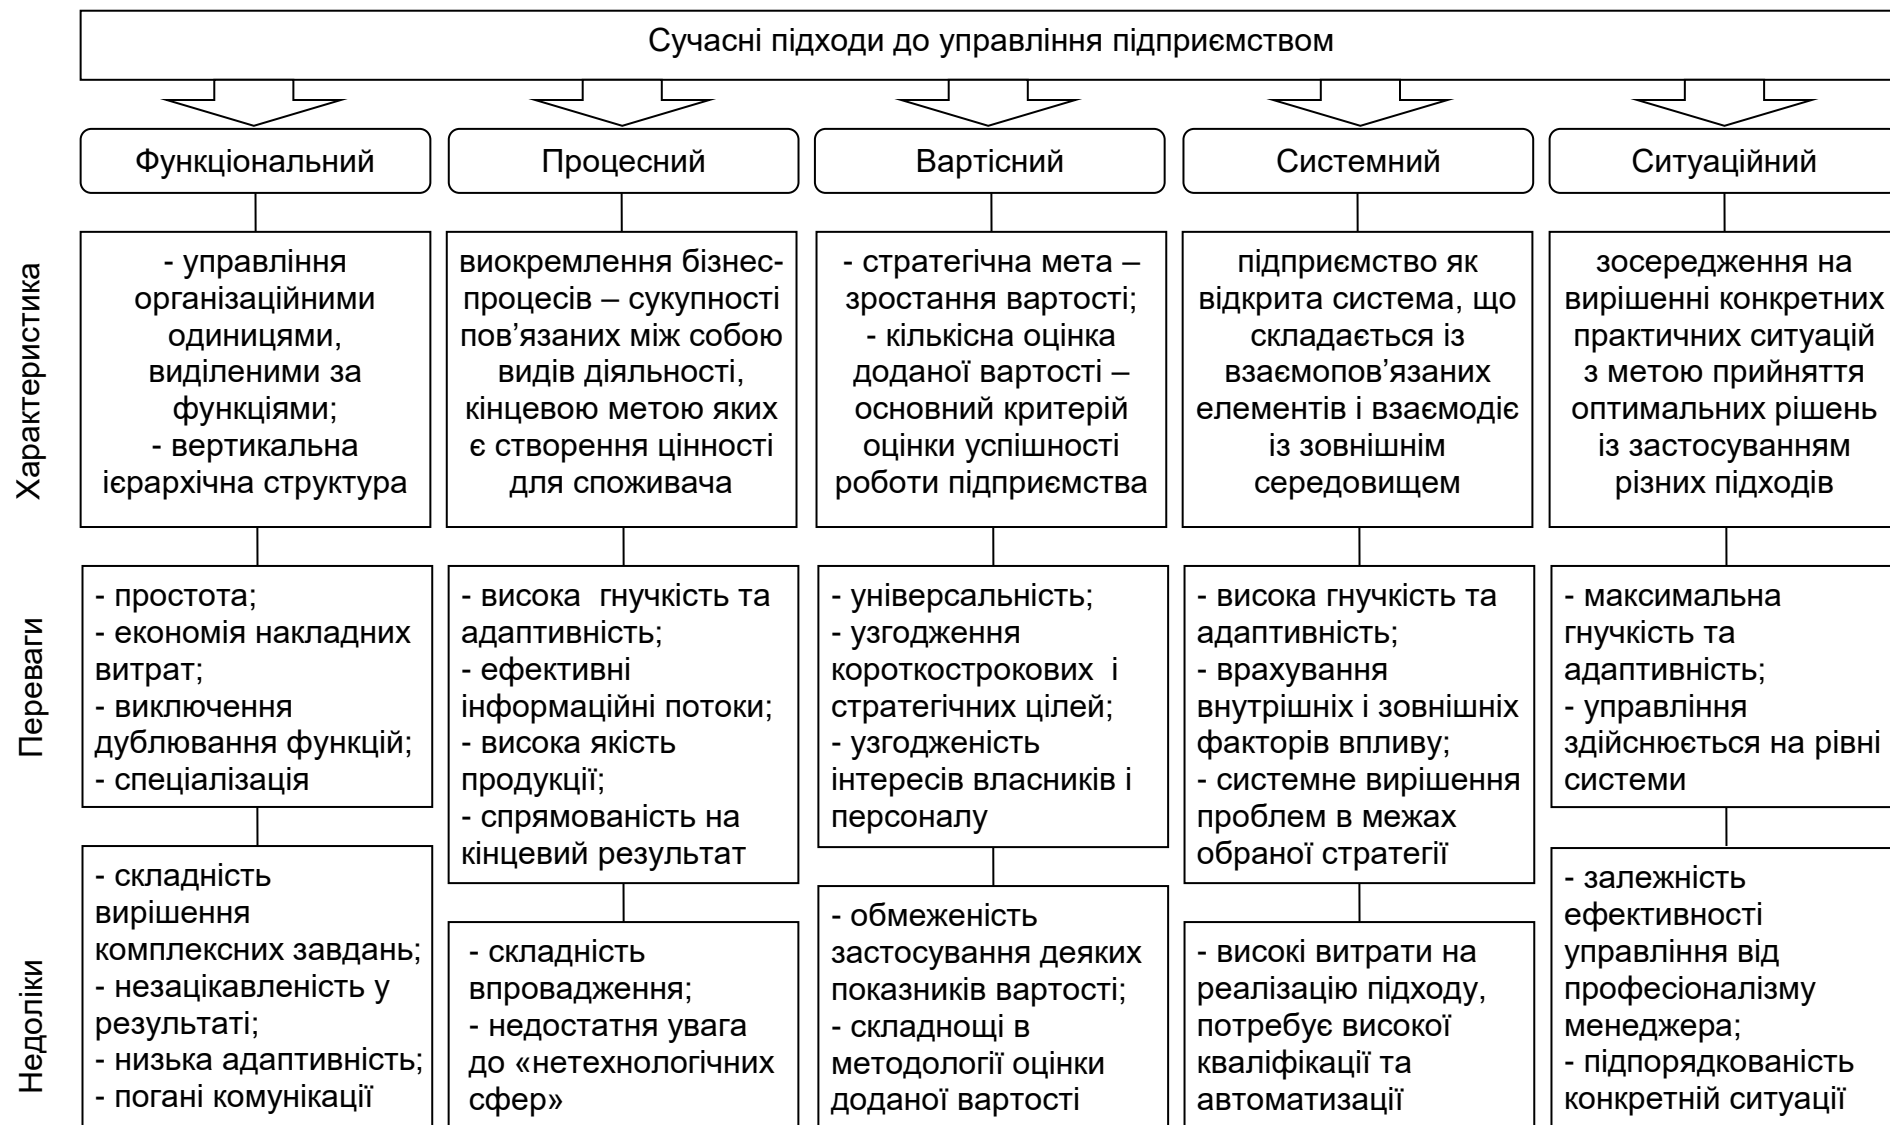 Сучасні підходи до управління підприємством
Функціональний
Процесний
Вартісний
Системний
Ситуаційний
Характеристика
- управління
організаційними
одиницями,
виділеними за
функціями;
- вертикальна
ієрархічна структура
виокремлення бізнес-
процесів – сукупності
пов’язаних між собою
видів діяльності,
кінцевою метою яких
є створення цінності
для споживача
- стратегічна мета –
зростання вартості;
- кількісна оцінка
доданої вартості –
основний критерій
оцінки успішності
роботи підприємства
підприємство як
відкрита система, що
складається із
взаємопов’язаних
елементів і взаємодіє
із зовнішнім
середовищем
зосередження на
вирішенні конкретних
практичних ситуацій
з метою прийняття
оптимальних рішень
із застосуванням
різних підходів
Переваги
- простота;
- економія накладних
витрат;
- виключення
дублювання функцій;
- спеціалізація
- висока гнучкість та
адаптивність;
- ефективні
інформаційні потоки;
- висока якість
продукції;
- спрямованість на
кінцевий результат
- універсальність;
- узгодження
короткострокових і
стратегічних цілей;
- узгодженість
інтересів власників і
персоналу
- висока гнучкість та
адаптивність;
- врахування
внутрішніх і зовнішніх
факторів впливу;
- системне вирішення
проблем в межах
обраної стратегії
- максимальна
гнучкість та
адаптивність;
- управління
здійснюється на рівні
системи
Недоліки
- складність
вирішення
комплексних завдань;
- незацікавленість у
результаті;
- низька адаптивність;
- погані комунікації
- складність
впровадження;
- недостатня увага
до «нетехнологічних
сфер»
- обмеженість
застосування деяких
показників вартості;
- складнощі в
методології оцінки
доданої вартості
- високі витрати на
реалізацію підходу,
потребує високої
кваліфікації та
автоматизації
- залежність
ефективності
управління від
професіоналізму
менеджера;
- підпорядкованість
конкретній ситуації